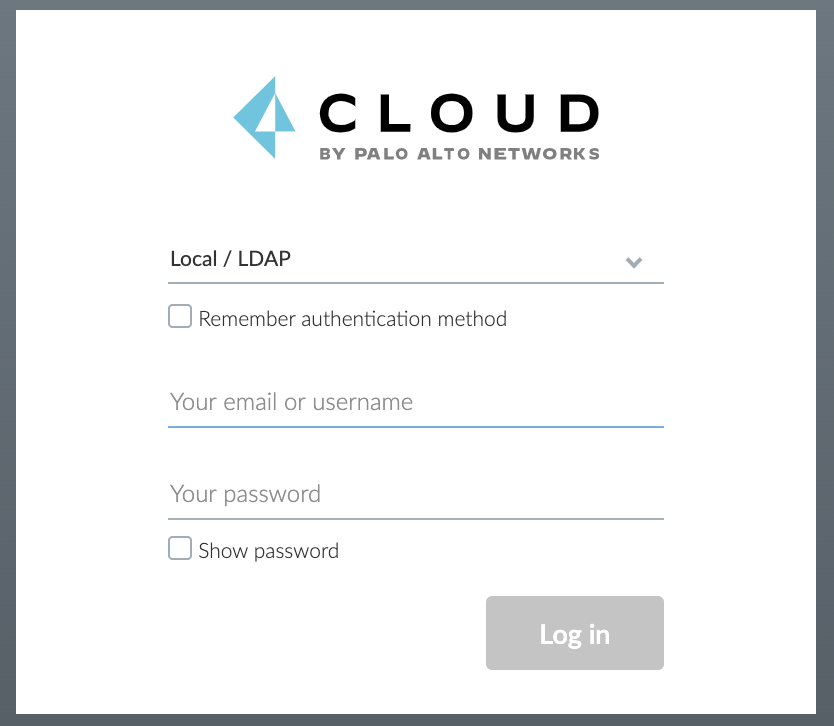 CLOUD
BY PALO ALTO NETWORKS
Local / LDAP
Remember authentication method
Your email or username
Your password
Show password
Log in